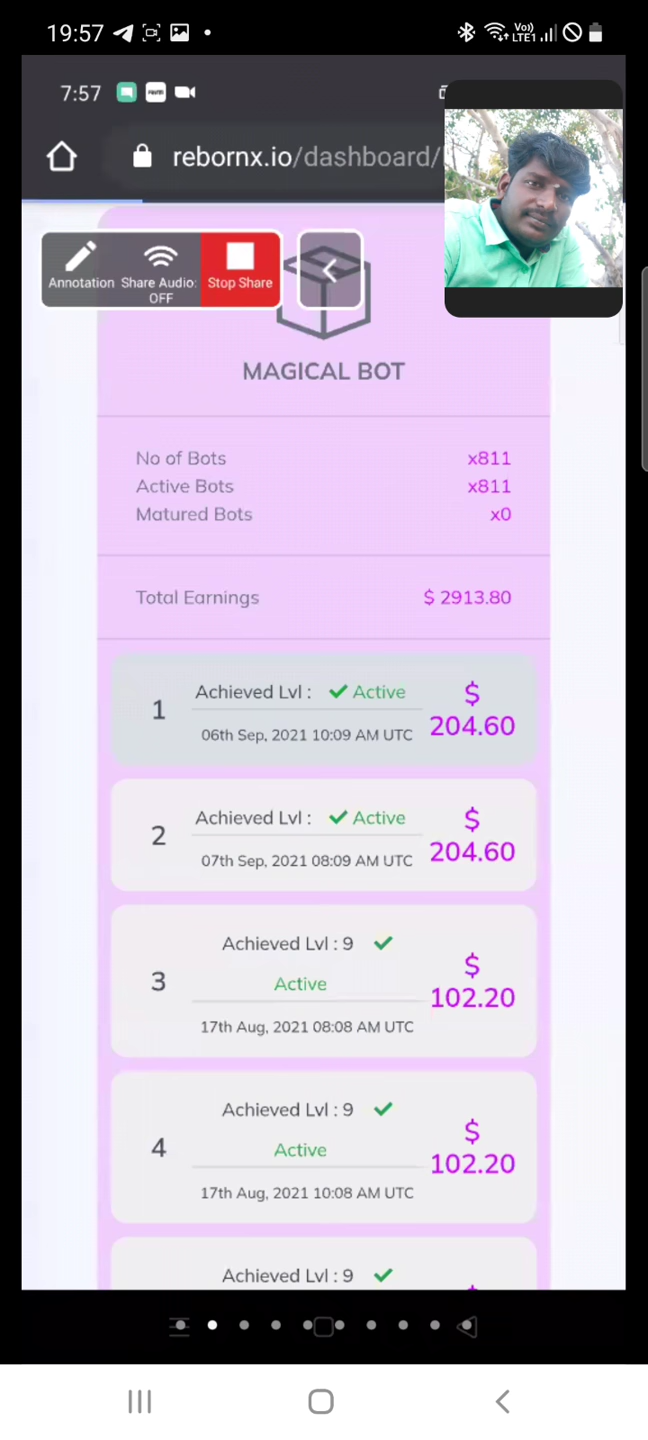 19:57
Vo)) LTE1
7:57
rebornx.io/dashboard/
Annotation
Share Audio: OFF
Stop Share
MAGICAL BOT
No of Bots x811
Active Bots x811
Matured Bots x0
Total Earnings $ 2913.80
1
Achieved Lvl : ✔ Active
06th Sep, 2021 10:09 AM UTC
$
204.60
2
Achieved Lvl : ✔ Active
07th Sep, 2021 08:09 AM UTC
$
204.60
3
Achieved Lvl : 9 ✔
Active
17th Aug, 2021 08:08 AM UTC
$
102.20
4
Achieved Lvl : 9 ✔
Active
17th Aug, 2021 10:08 AM UTC
$
102.20
Achieved Lvl : 9 ✔